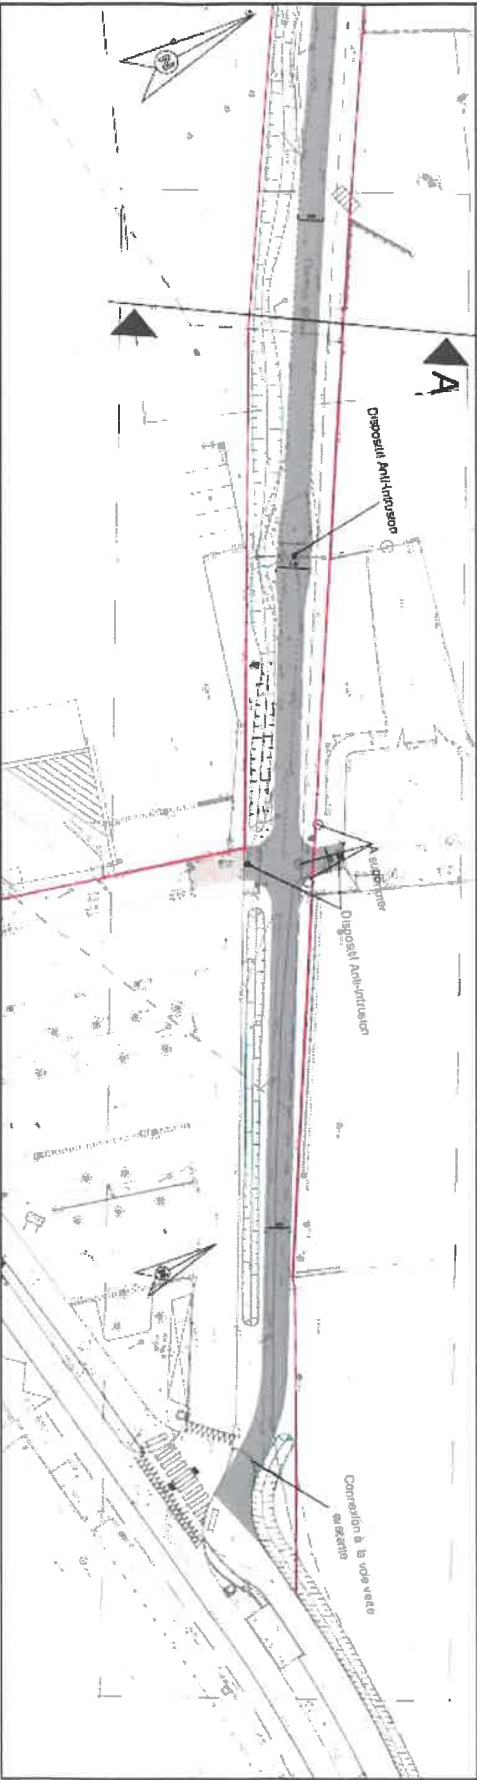 A
Dispositif Anti-Intrusion
à supprimer
Dispositif Anti-Intrusion
Connexion à la voie verte
existante